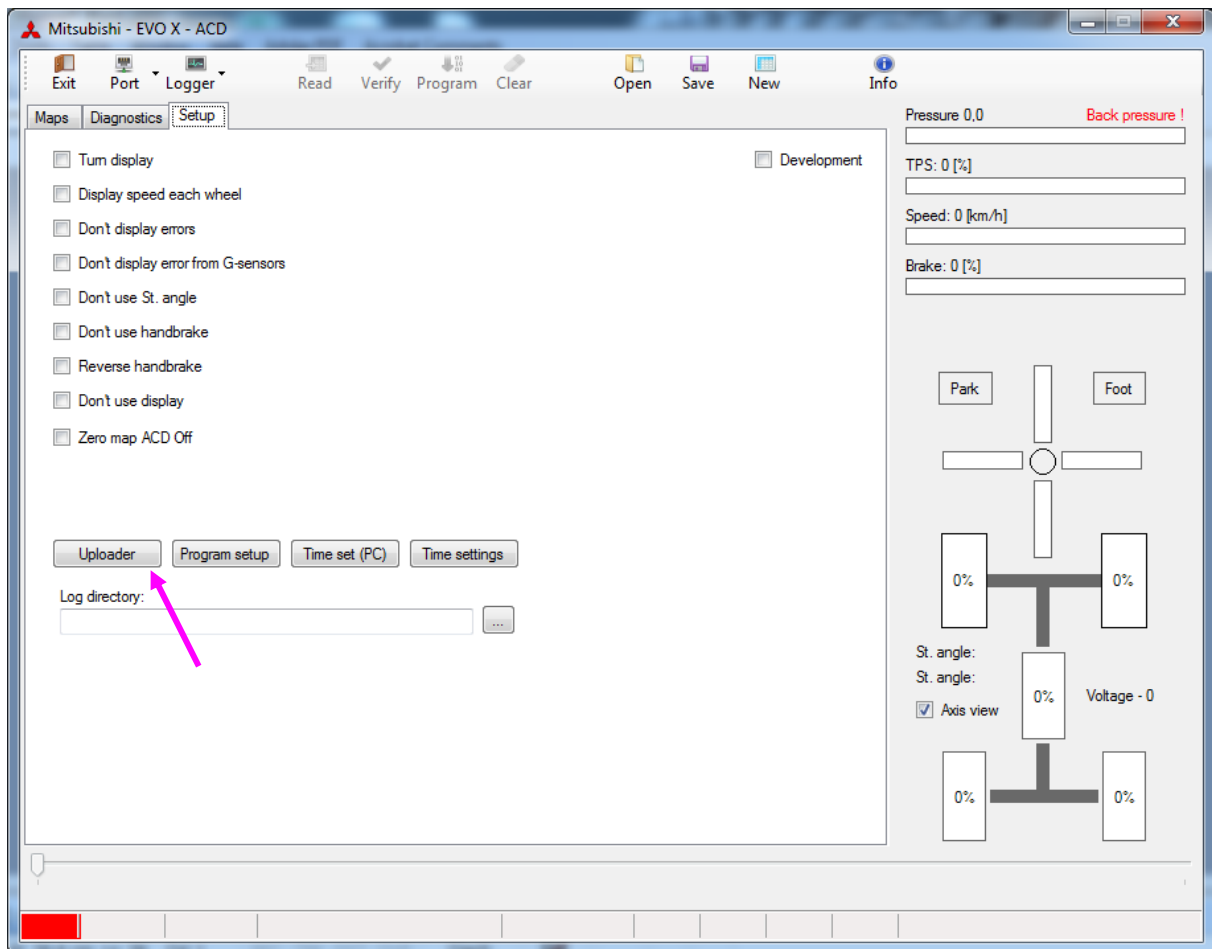 Mitsubishi - EVO X - ACD
Exit Port Logger Read Verify Program Clear Open Save New Info
Maps Diagnostics Setup
Turn display
Development
Display speed each wheel
Don't display errors
Don't display error from G-sensors
Don't use St. angle
Don't use handbrake
Reverse handbrake
Don't use display
Zero map ACD Off
Uploader Program setup Time set (PC) Time settings
Log directory:
...
Pressure 0,0 Back pressure !
TPS: 0 [%]
Speed: 0 [km/h]
Brake: 0 [%]
Park Foot
0% 0%
St. angle:
St. angle:
Axis view
0%
Voltage - 0
0% 0%